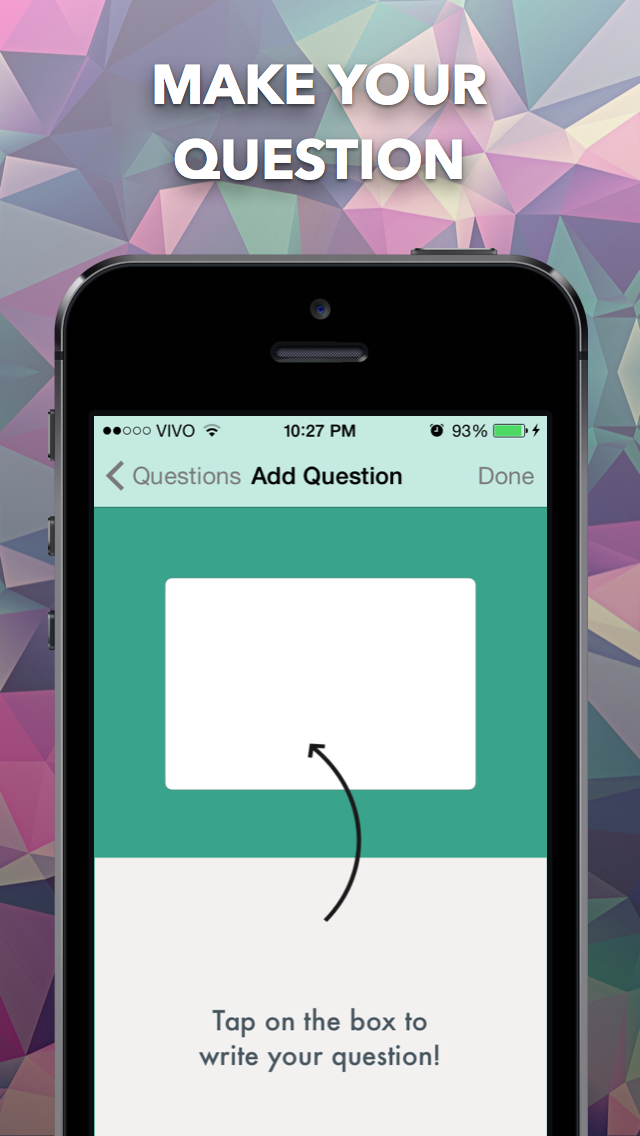 MAKE YOUR
QUESTION
VIVO 10:27 PM 93%
Questions Add Question Done
Tap on the box to
write your question!